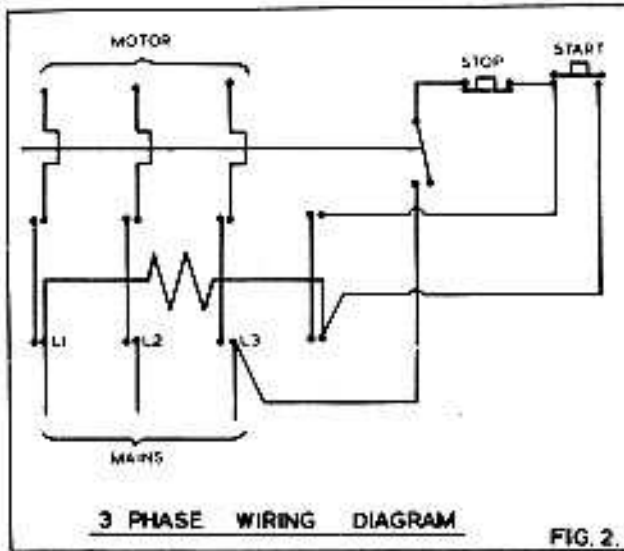 MOTOR
STOP
START
L1
L2
L3
MAINS
3 PHASE WIRING DIAGRAM
FIG. 2.